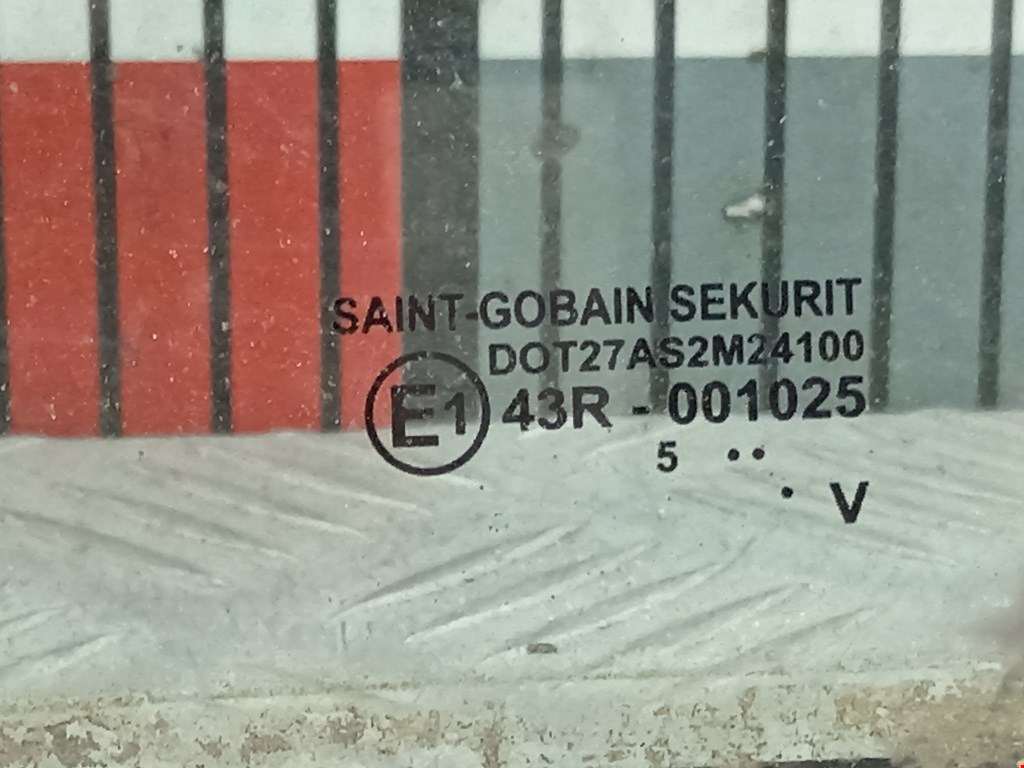 SAINT-GOBAIN SEKURIT
DOT27AS2M24100
E1 43R - 001025
5 ••
• V